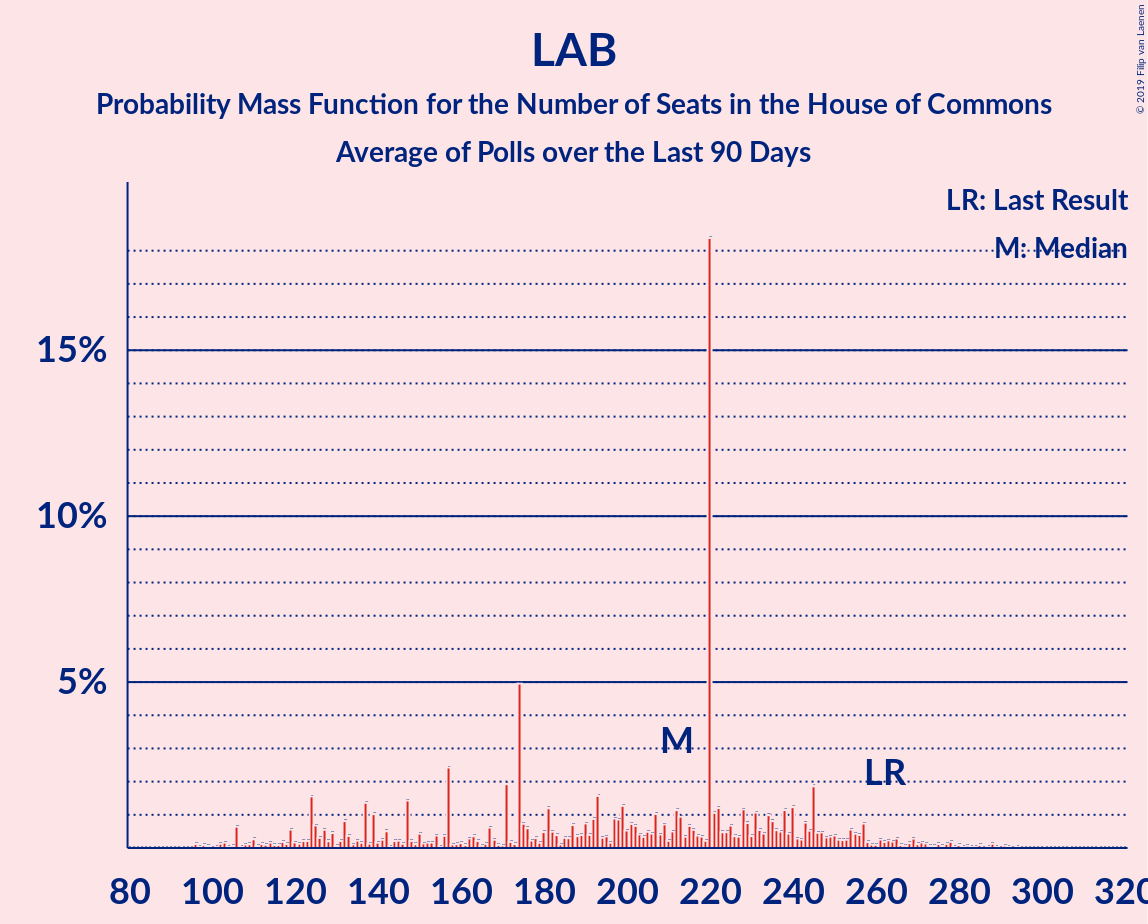 LAB
Probability Mass Function for the Number of Seats in the House of Commons
Average of Polls over the Last 90 Days
© 2019 Filip van Laenen
LR: Last Result
M: Median
15%
10%
5%
M
LR
80 100 120 140 160 180 200 220 240 260 280 300 320